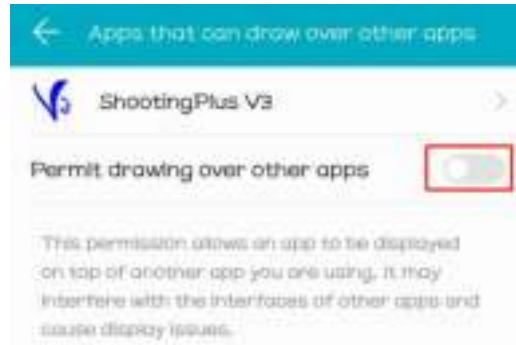 Apps that can draw over other apps
ShootingPlus V3
Permit drawing over other apps
This permission allows an app to be displayed
on top of another app you are using. It may
interfere with the interfaces of other apps and
cause display issues.